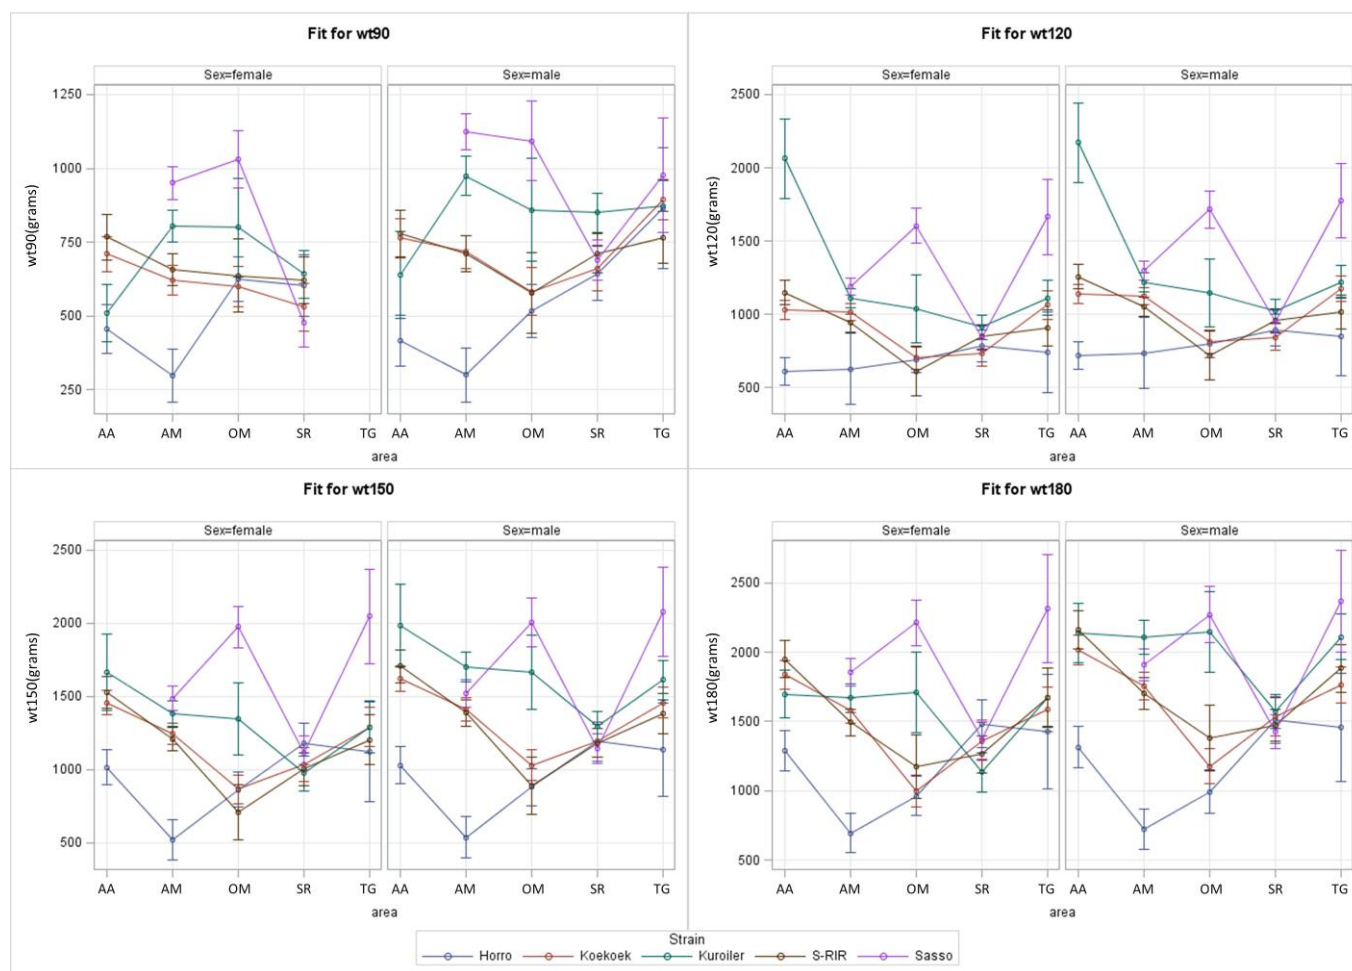 Fit for wt90
Sex=female Sex=male
wt90(grams)
1250
1000
750
500
250
AA AM OM SR TG AA AM OM SR TG
area
Fit for wt120
Sex=female Sex=male
wt120(grams)
2500
2000
1500
1000
500
AA AM OM SR TG AA AM OM SR TG
area
Fit for wt150
Sex=female Sex=male
wt150(grams)
2500
2000
1500
1000
500
AA AM OM SR TG AA AM OM SR TG
area
Fit for wt180
Sex=female Sex=male
wt180(grams)
2500
2000
1500
1000
500
AA AM OM SR TG AA AM OM SR TG
area
Strain
Horro Koekoek Kuroiler S-RIR Sasso